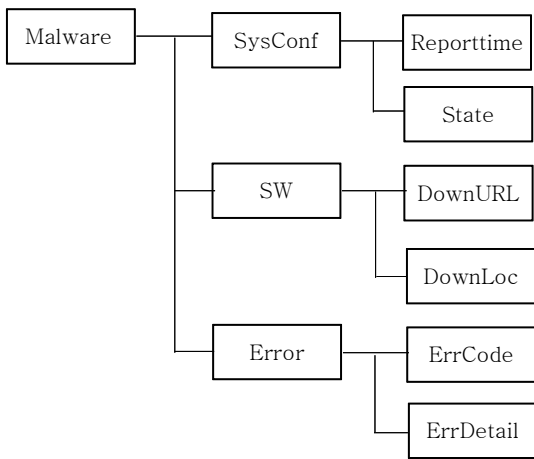 Malware
SysConf
Reporttime
State
SW
DownURL
DownLoc
Error
ErrCode
ErrDetail